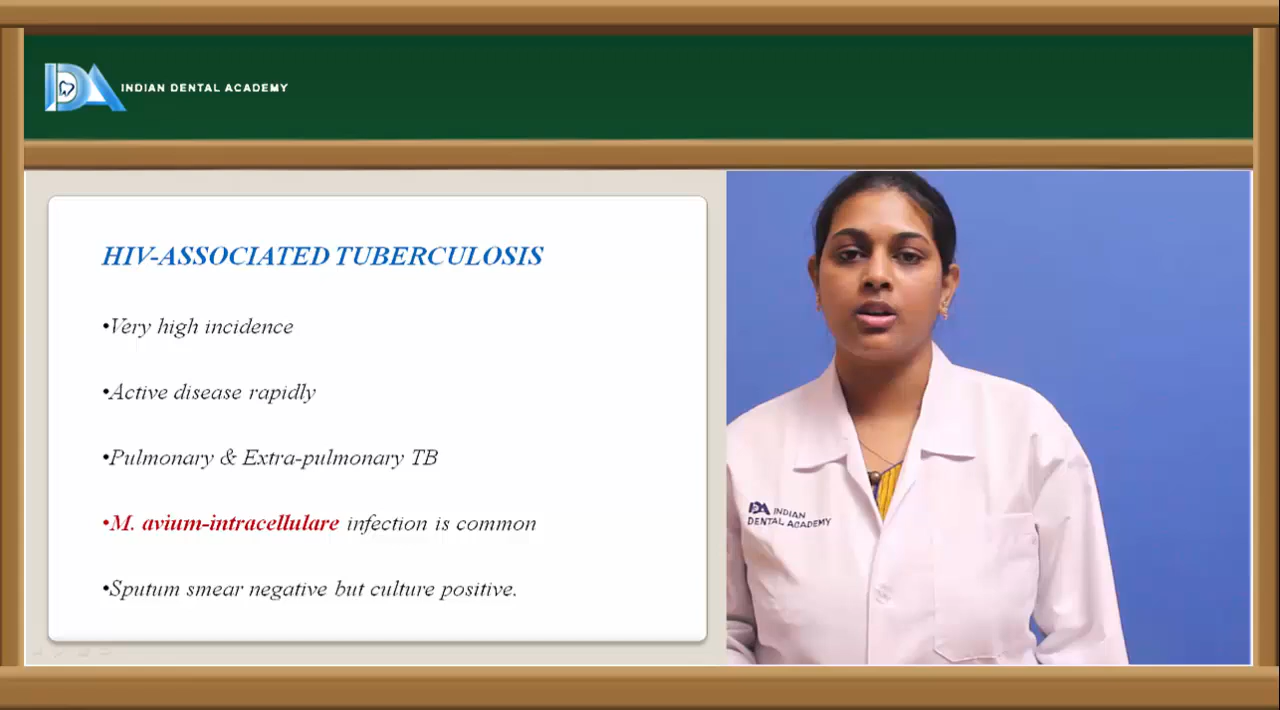 INDIAN DENTAL ACADEMY
HIV-ASSOCIATED TUBERCULOSIS
•Very high incidence
•Active disease rapidly
•Pulmonary & Extra-pulmonary TB
•M. avium-intracellulare infection is common
•Sputum smear negative but culture positive.
INDIAN
DENTAL ACADEMY